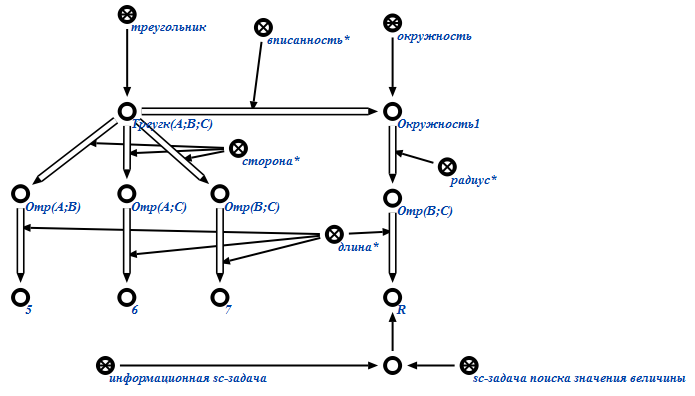 треугольник
вписанность*
окружность
Треугк(A;B;C)
Окружность1
сторона*
радиус*
Отр(A;B)
Отр(A;C)
Отр(B;C)
Отр(B;C)
длина*
5
6
7
R
информационная sc-задача
sc-задача поиска значения величины